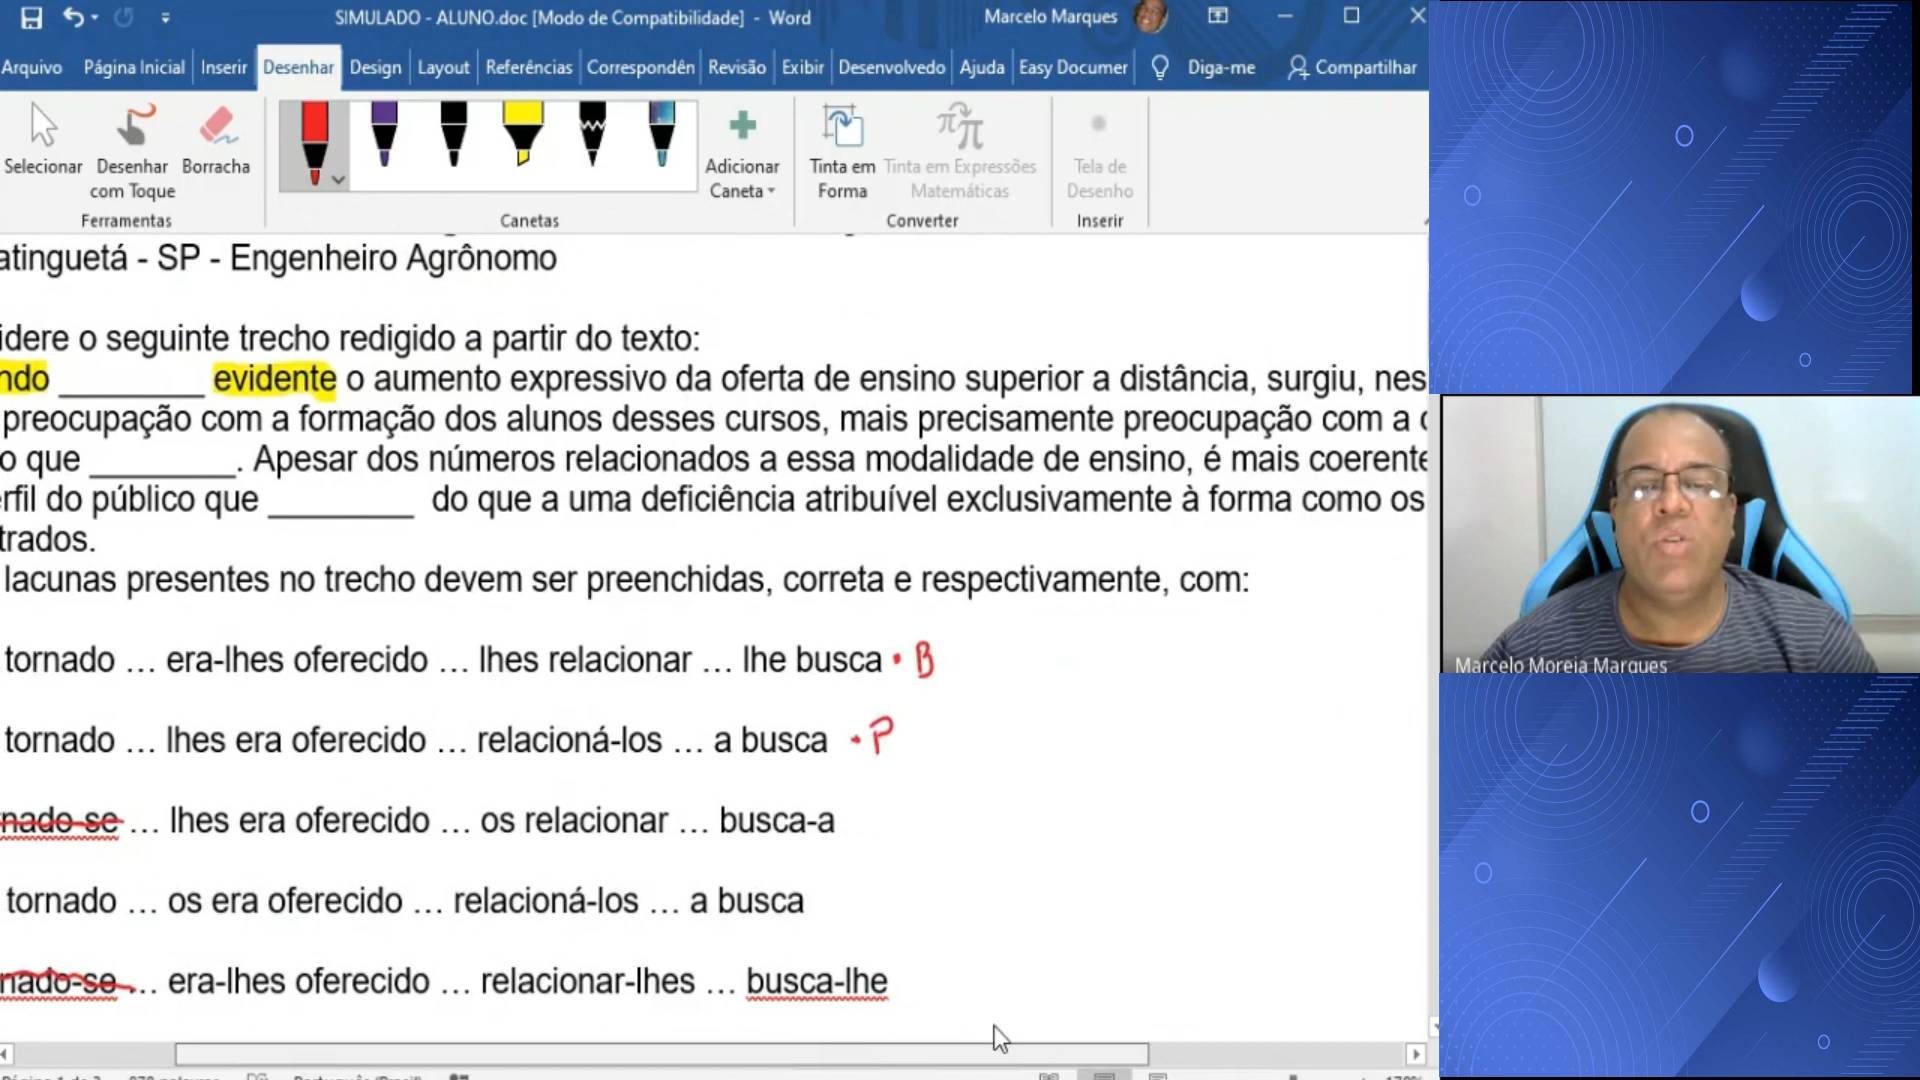 SIMULADO - ALUNO.doc [Modo de Compatibilidade] - Word
Marcelo Marques
Arquivo Página Inicial Inserir Desenhar Design Layout Referências Correspondên Revisão Exibir Desenvolvedo Ajuda Easy Documer Diga-me Compartilhar
Selecionar
Desenhar com Toque
Borracha
Adicionar Caneta
Tinta em Forma
Tinta em Expressões Matemáticas
Tela de Desenho
Ferramentas
Canetas
Converter
Inserir
atinguetá - SP - Engenheiro Agrônomo
idere o seguinte trecho redigido a partir do texto:
ndo ________ evidente o aumento expressivo da oferta de ensino superior a distância, surgiu, nes
preocupação com a formação dos alunos desses cursos, mais precisamente preocupação com a
o que ________. Apesar dos números relacionados a essa modalidade de ensino, é mais coerente
rfil do público que ________ do que a uma deficiência atribuível exclusivamente à forma como os
trados.
lacunas presentes no trecho devem ser preenchidas, correta e respectivamente, com:
tornado … era-lhes oferecido … lhes relacionar … lhe busca • B
tornado … lhes era oferecido … relacioná-los … a busca • P
nado-se … lhes era oferecido … os relacionar … busca-a
tornado … os era oferecido … relacioná-los … a busca
nado-se … era-lhes oferecido … relacionar-lhes … busca-lhe
Marcelo Moreia Marques